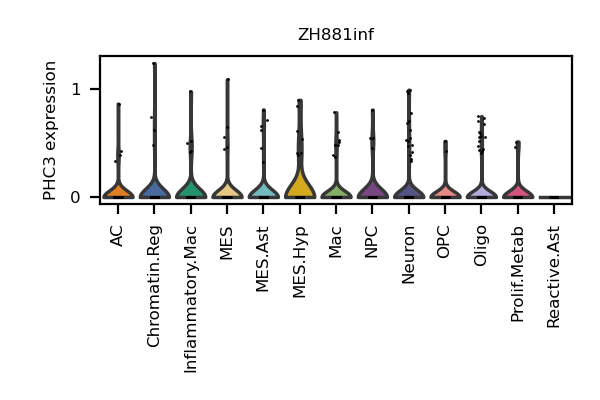 ZH881inf
PHC3 expression
1
0
AC
Chromatin.Reg
Inflammatory.Mac
MES
MES.Ast
MES.Hyp
Mac
NPC
Neuron
OPC
Oligo
Prolif.Metab
Reactive.Ast